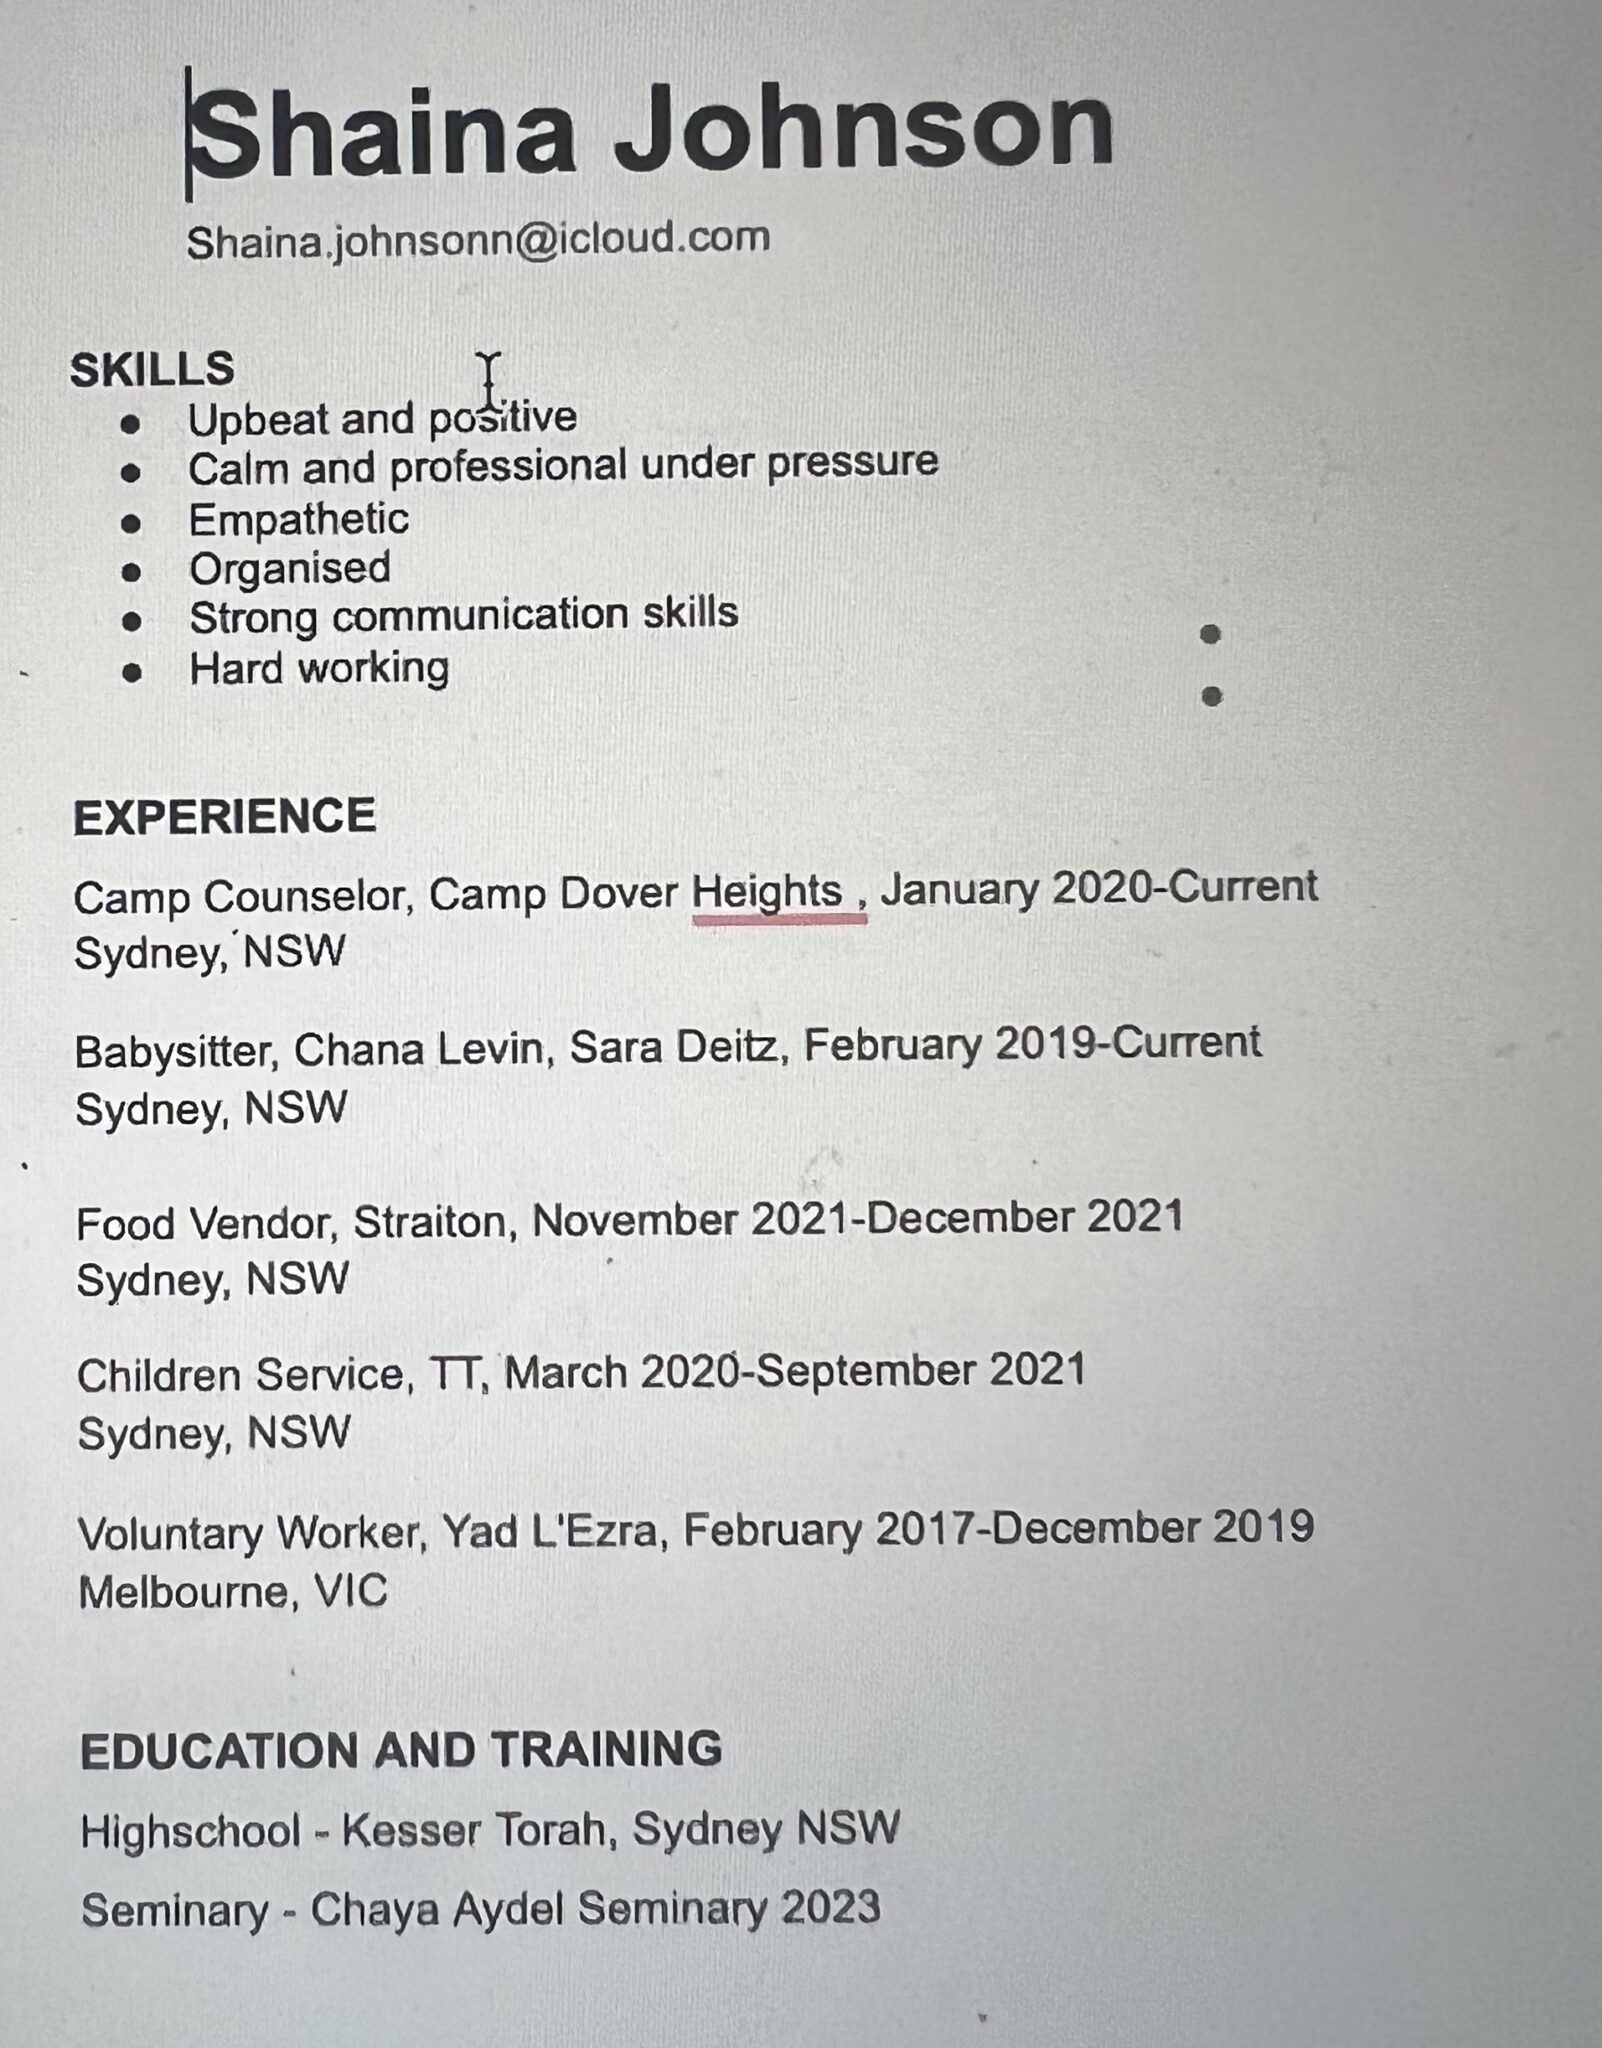 Shaina Johnson
Shaina.johnsonn@icloud.com
SKILLS
● Upbeat and positive
● Calm and professional under pressure
● Empathetic
● Organised
● Strong communication skills
● Hard working
EXPERIENCE
Camp Counselor, Camp Dover Heights , January 2020-Current
Sydney, NSW
Babysitter, Chana Levin, Sara Deitz, February 2019-Current
Sydney, NSW
Food Vendor, Straiton, November 2021-December 2021
Sydney, NSW
Children Service, TT, March 2020-September 2021
Sydney, NSW
Voluntary Worker, Yad L'Ezra, February 2017-December 2019
Melbourne, VIC
EDUCATION AND TRAINING
Highschool - Kesser Torah, Sydney NSW
Seminary - Chaya Aydel Seminary 2023